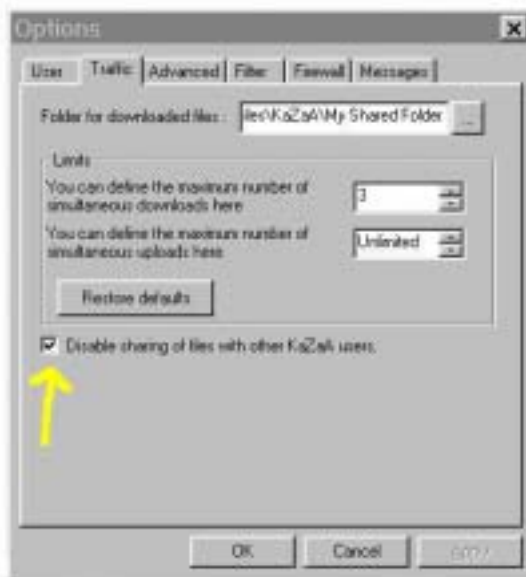 Options
User Traffic Advanced Filter Firewall Messages
Folder for downloaded files : iles\KaZaA\My Shared Folder ...
Limits
You can define the maximum number of
simultaneous downloads here
3
You can define the maximum number of
simultaneous uploads here
Unlimited
Restore defaults
Disable sharing of files with other KaZaA users.
OK Cancel